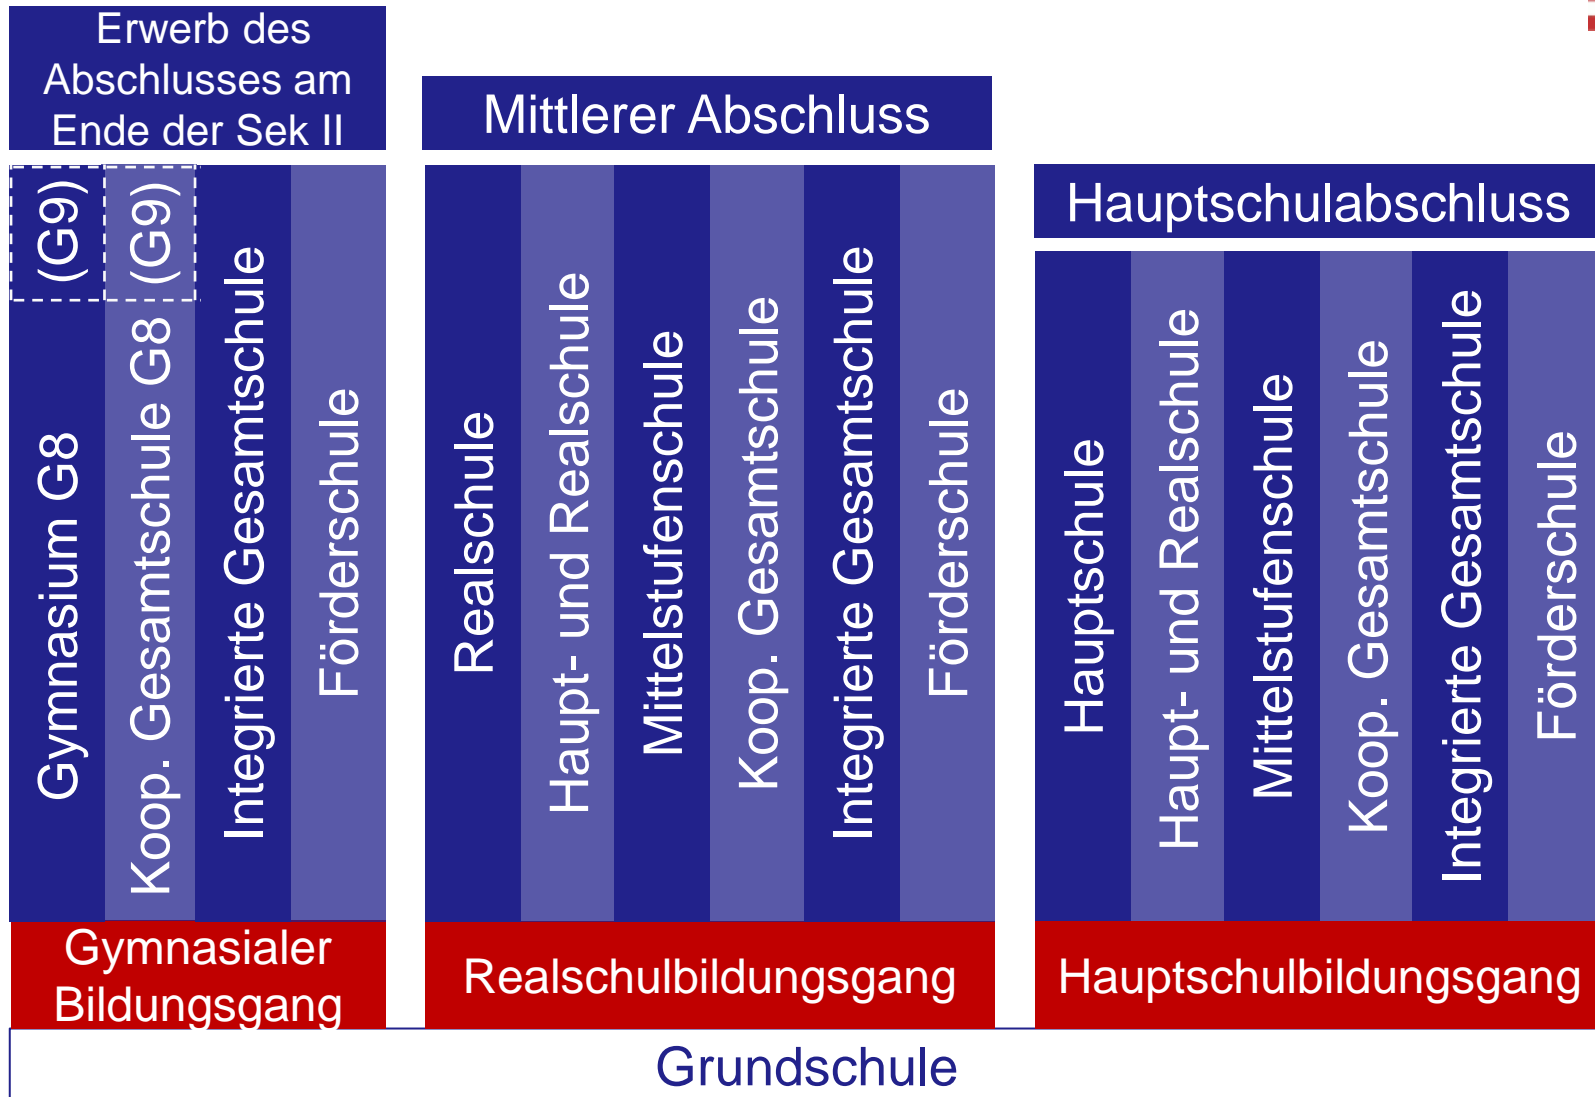 Erwerb des
Abschlusses am
Ende der Sek II
Mittlerer Abschluss
Hauptschulabschluss
(G9)
(G9)
Gymnasium G8
Koop. Gesamtschule G8
Integrierte Gesamtschule
Förderschule
Realschule
Haupt- und Realschule
Mittelstufenschule
Koop. Gesamtschule
Integrierte Gesamtschule
Förderschule
Hauptschule
Haupt- und Realschule
Mittelstufenschule
Koop. Gesamtschule
Integrierte Gesamtschule
Förderschule
Gymnasialer
Bildungsgang
Realschulbildungsgang
Hauptschulbildungsgang
Grundschule